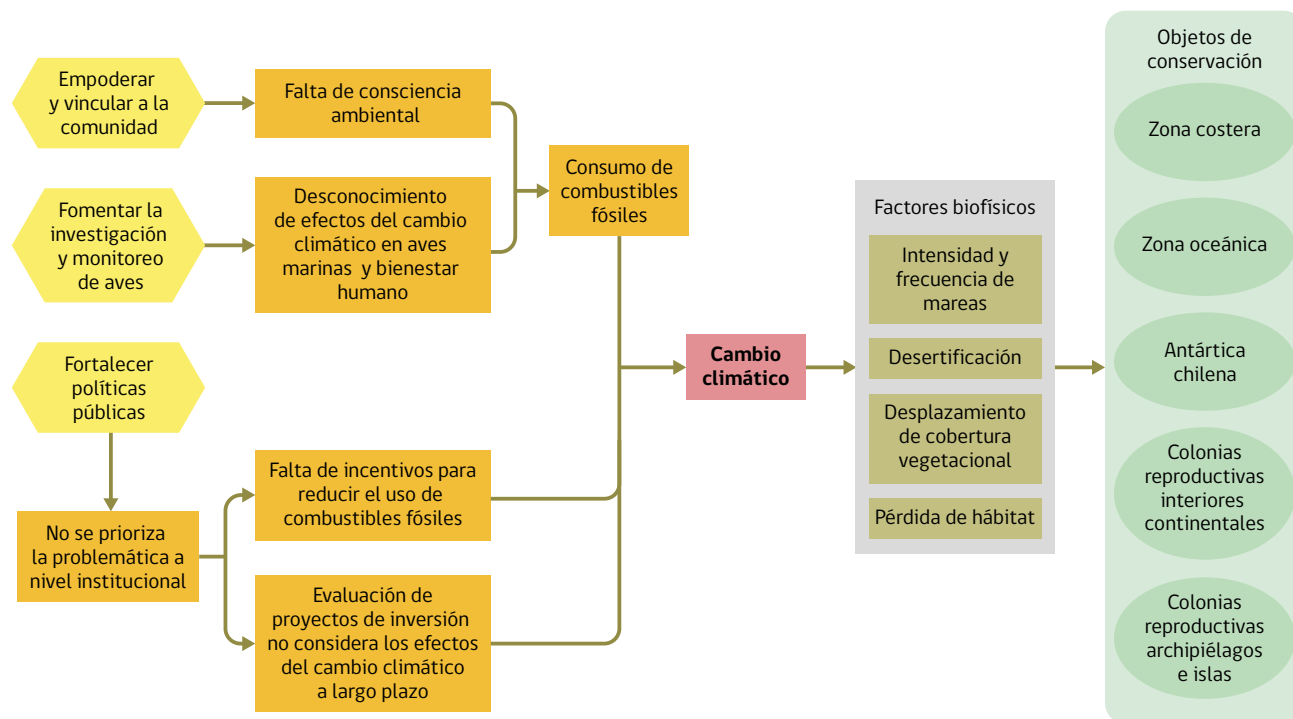 Empoderar
y vincular a la
comunidad
Falta de consciencia
ambiental
Fomentar la
investigación
y monitoreo
de aves
Desconocimiento
de efectos del cambio
climático en aves
marinas y bienestar
humano
Consumo de
combustibles
fósiles
Fortalecer
políticas
públicas
No se prioriza
la problemática a
nivel institucional
Falta de incentivos para
reducir el uso de
combustibles fósiles
Evaluación de
proyectos de inversión
no considera los efectos
del cambio climático
a largo plazo
Cambio
climático
Factores biofísicos
Intensidad y
frecuencia de
mareas
Desertificación
Desplazamiento
de cobertura
vegetacional
Pérdida de hábitat
Objetos de
conservación
Zona costera
Zona oceánica
Antártica
chilena
Colonias
reproductivas
interiores
continentales
Colonias
reproductivas
archipiélagos
e islas